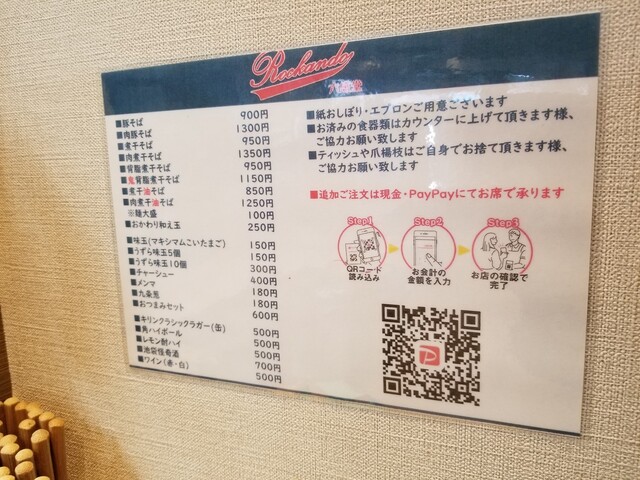 Rockando
六感堂
■豚そば 900円
■肉豚そば 1300円
■煮干そば 950円
■肉煮干そば 1350円
■背脂煮干そば 950円
■鬼背脂煮干そば 1150円
■煮干油そば 850円
■肉煮干油そば 1250円
※麺大盛 100円
■おかわり和え玉 250円
■味玉(マキシマムこいたまご) 150円
■うずら味玉5個 150円
■うずら味玉10個 300円
■チャーシュー 400円
■メンマ 180円
■九条葱 180円
■おつまみセット 600円
■キリンクラシックラガー(缶) 500円
■角ハイボール 500円
■レモン酎ハイ 500円
■池袋怪奇酒 700円
■ワイン(赤・白) 500円
■紙おしぼり・エプロンご用意ございます
■お済みの食器類はカウンターに上げて頂きます様、
ご協力お願い致します
■ティッシュや爪楊枝はご自身でお捨て頂きます様、
ご協力お願い致します
■追加ご注文は現金・PayPayにてお席で承ります
Step1
QRコード
読み込み
Step2
お会計の
金額を入力
Step3
お店の確認で
完了